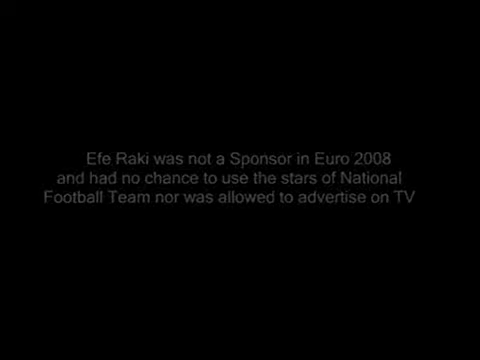 Efe Raki was not a Sponsor in Euro 2008
and had no chance to use the stars of National
Football Team nor was allowed to advertise on TV